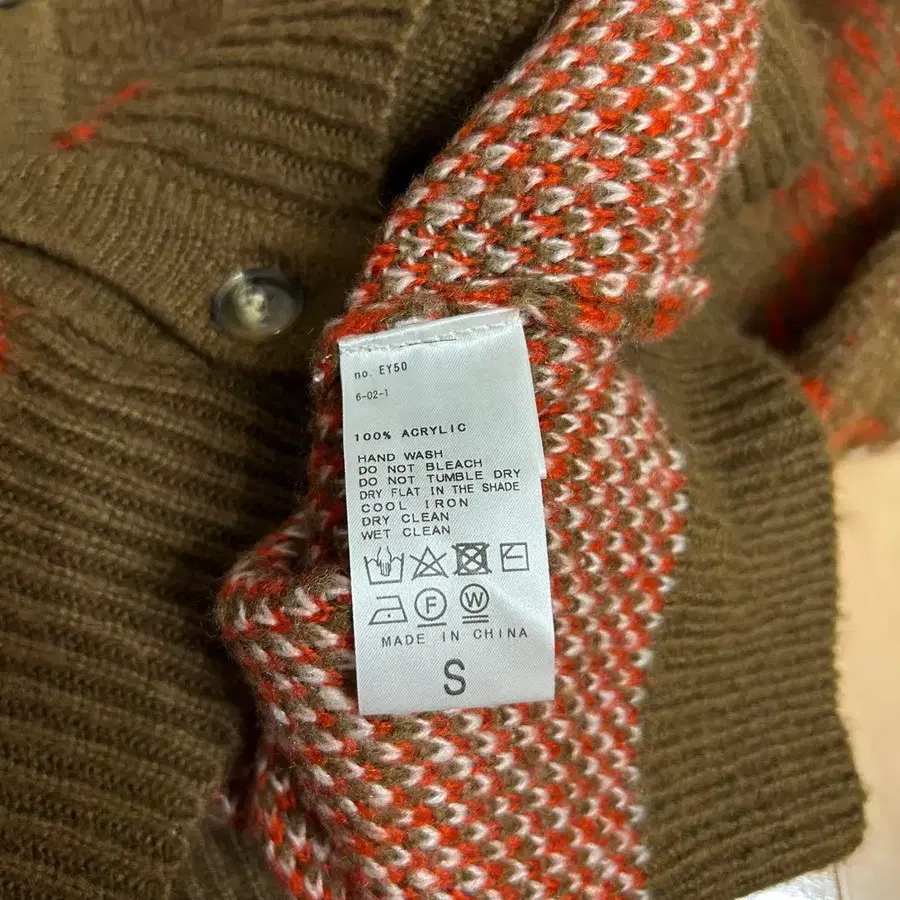 no. EY50
6-02-1
100% ACRYLIC
HAND WASH
DO NOT BLEACH
DO NOT TUMBLE DRY
DRY FLAT IN THE SHADE
COOL IRON
DRY CLEAN
WET CLEAN
F W
MADE IN CHINA
S